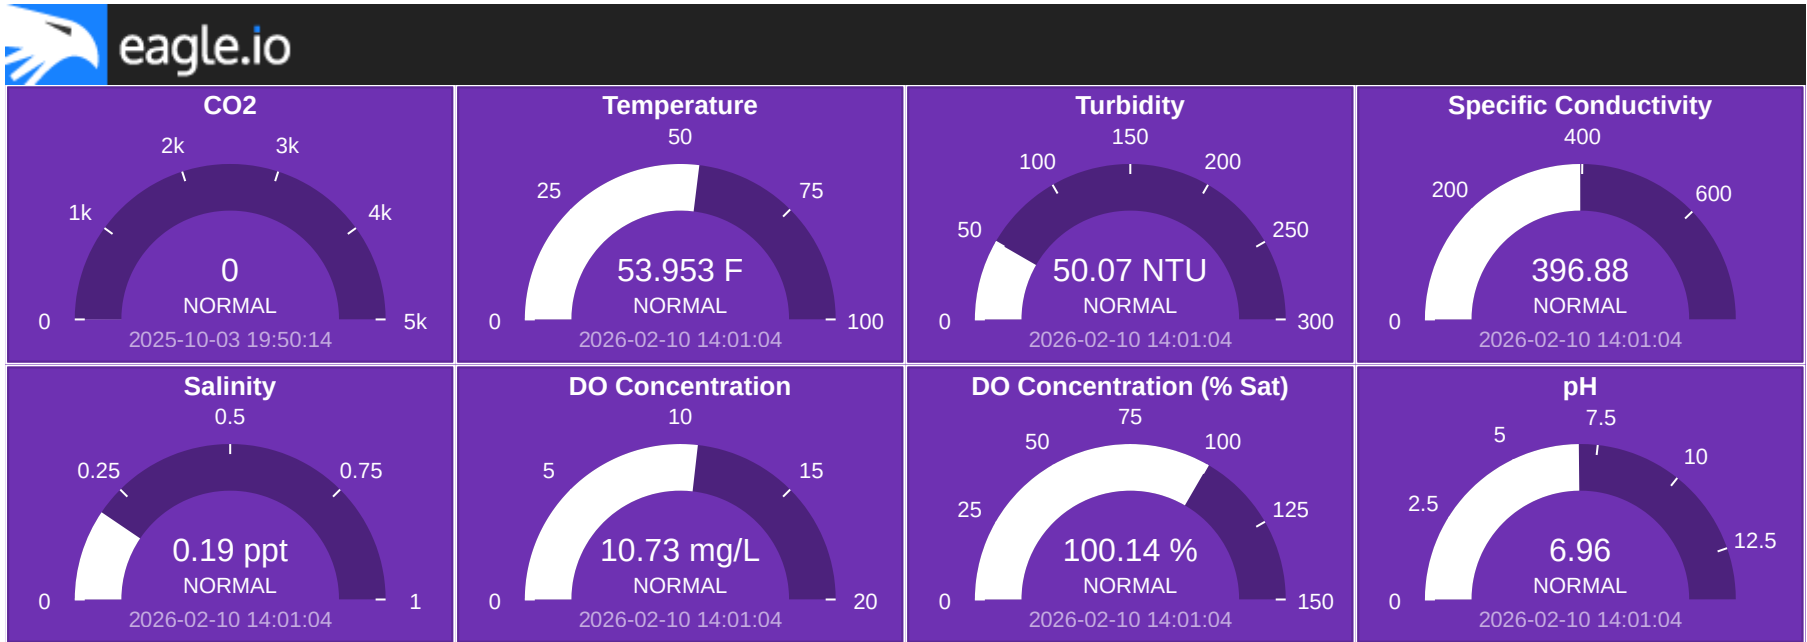 eagle.io
CO2
2k
3k
1k
4k
0
5k
0
NORMAL
2025-10-03 19:50:14
Temperature
50
25
75
0
100
53.953 F
NORMAL
2026-02-10 14:01:04
Turbidity
150
100
200
50
250
0
300
50.07 NTU
NORMAL
2026-02-10 14:01:04
Specific Conductivity
400
200
600
0
396.88
NORMAL
2026-02-10 14:01:04
Salinity
0.5
0.25
0.75
0
1
0.19 ppt
NORMAL
2026-02-10 14:01:04
DO Concentration
10
5
15
0
20
10.73 mg/L
NORMAL
2026-02-10 14:01:04
DO Concentration (% Sat)
75
50
100
25
125
0
150
100.14 %
NORMAL
2026-02-10 14:01:04
pH
7.5
5
10
2.5
12.5
0
6.96
NORMAL
2026-02-10 14:01:04